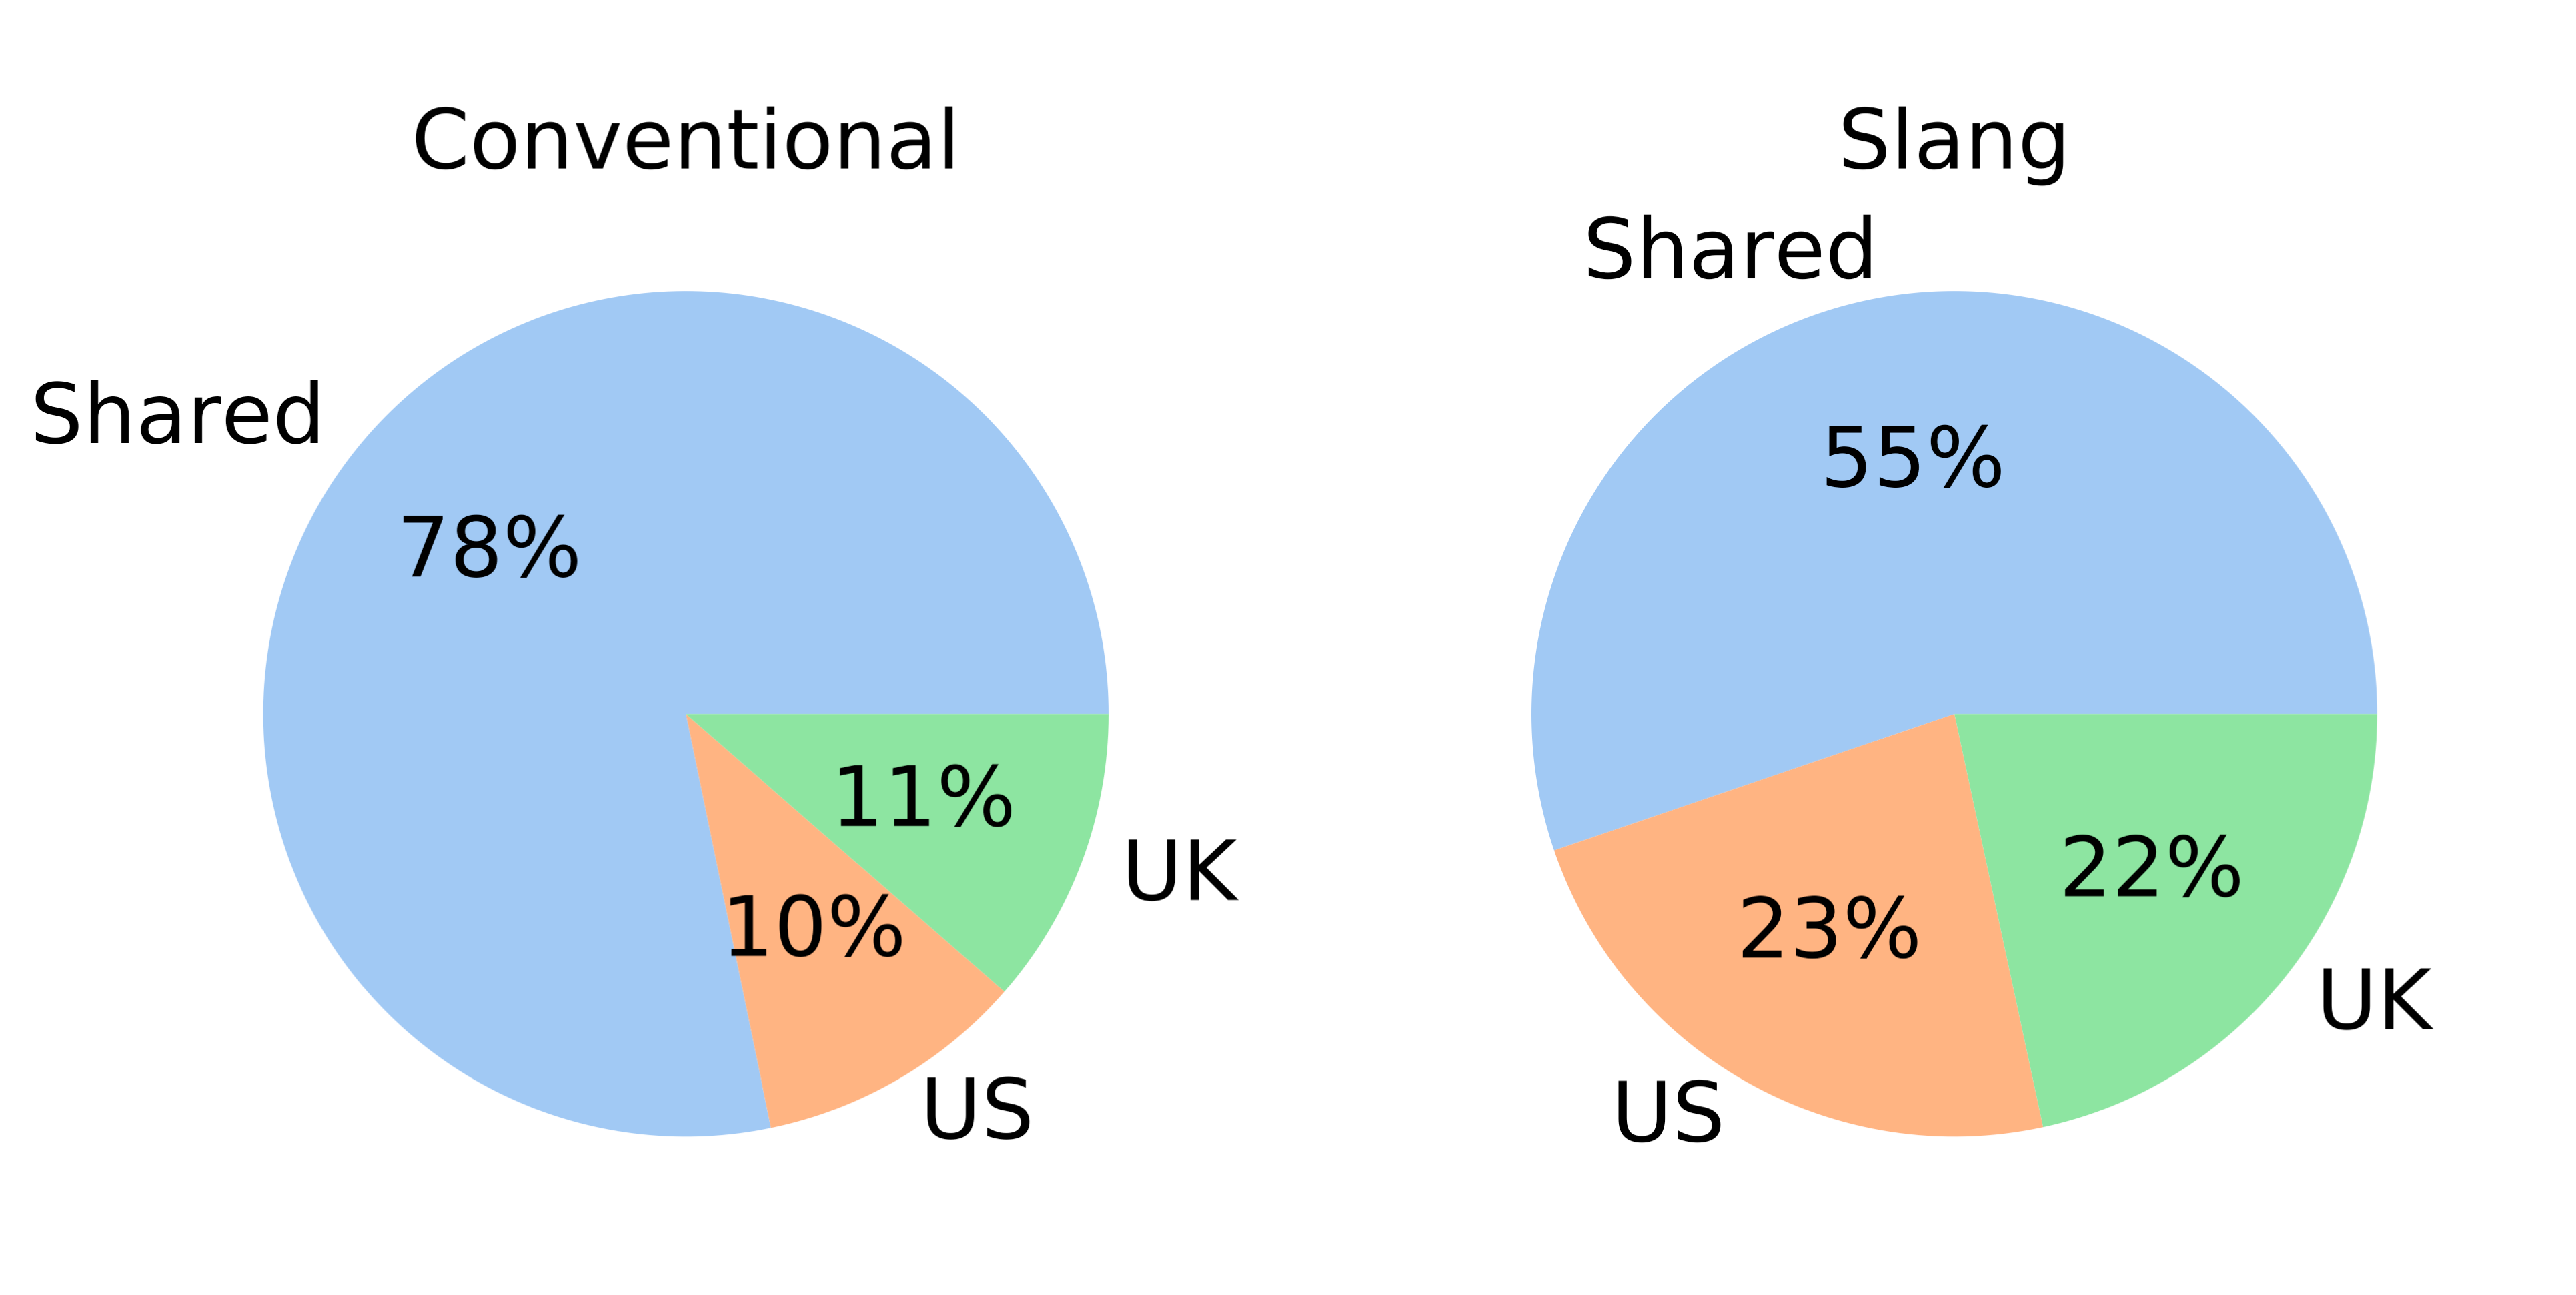 Conventional
Shared
78%
11%
10%
UK
US
Slang
Shared
55%
22%
23%
UK
US